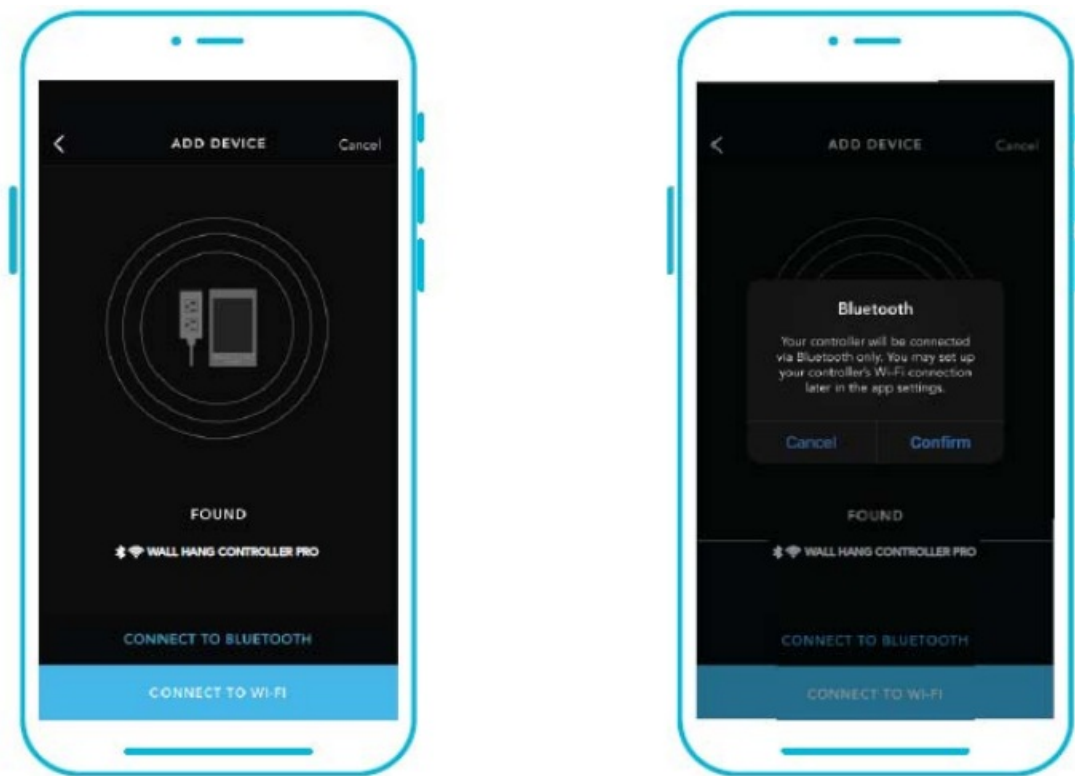 ADD DEVICE
Cancel
FOUND
WALL HANG CONTROLLER PRO
CONNECT TO BLUETOOTH
CONNECT TO WI-FI
ADD DEVICE
Cancel
Bluetooth
Your controller will be connected
via Bluetooth only. You may set up
your controller's Wi-Fi connection
later in the app settings.
Cancel
Confirm
FOUND
WALL HANG CONTROLLER PRO
CONNECT TO BLUETOOTH
CONNECT TO WI-FI